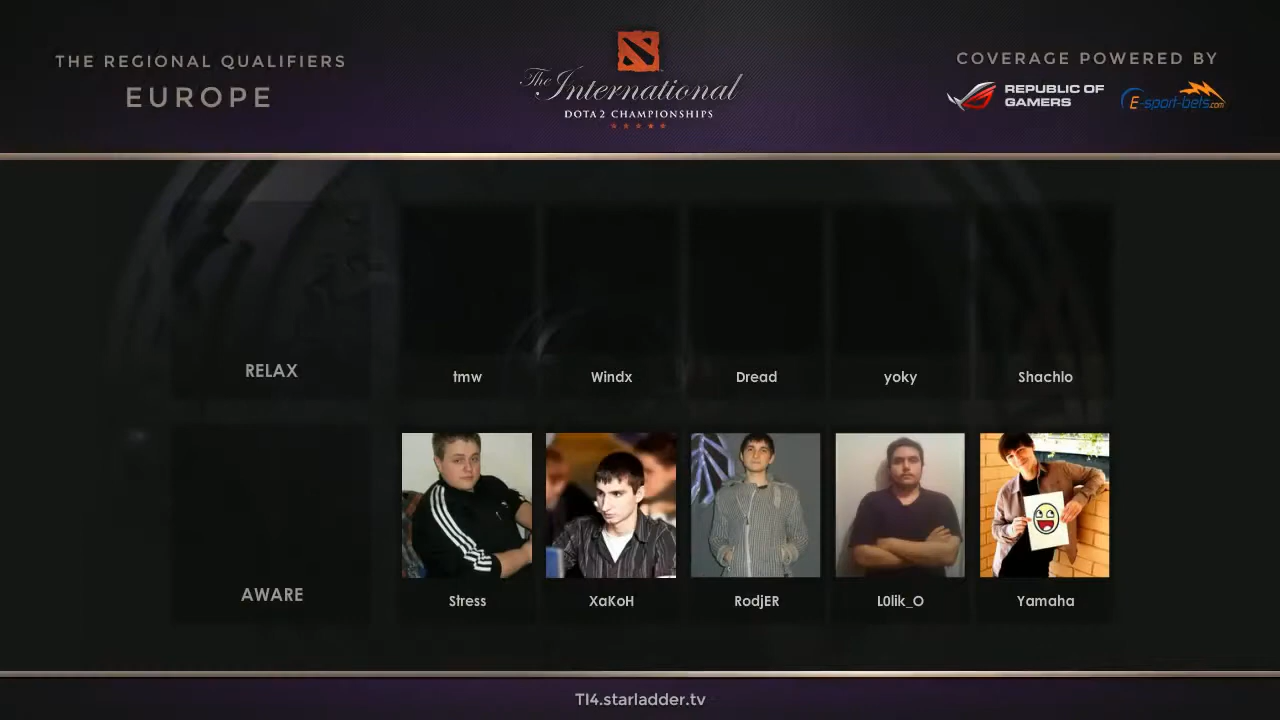 THE REGIONAL QUALIFIERS
EUROPE
The International
DOTA 2 CHAMPIONSHIPS
COVERAGE POWERED BY
REPUBLIC OF
GAMERS
E-sport-bets.com
RELAX
tmw
Windx
Dread
yoky
Shachlo
AWARE
Stress
XaKoH
RodjER
L0lik_O
Yamaha
TI4.starladder.tv